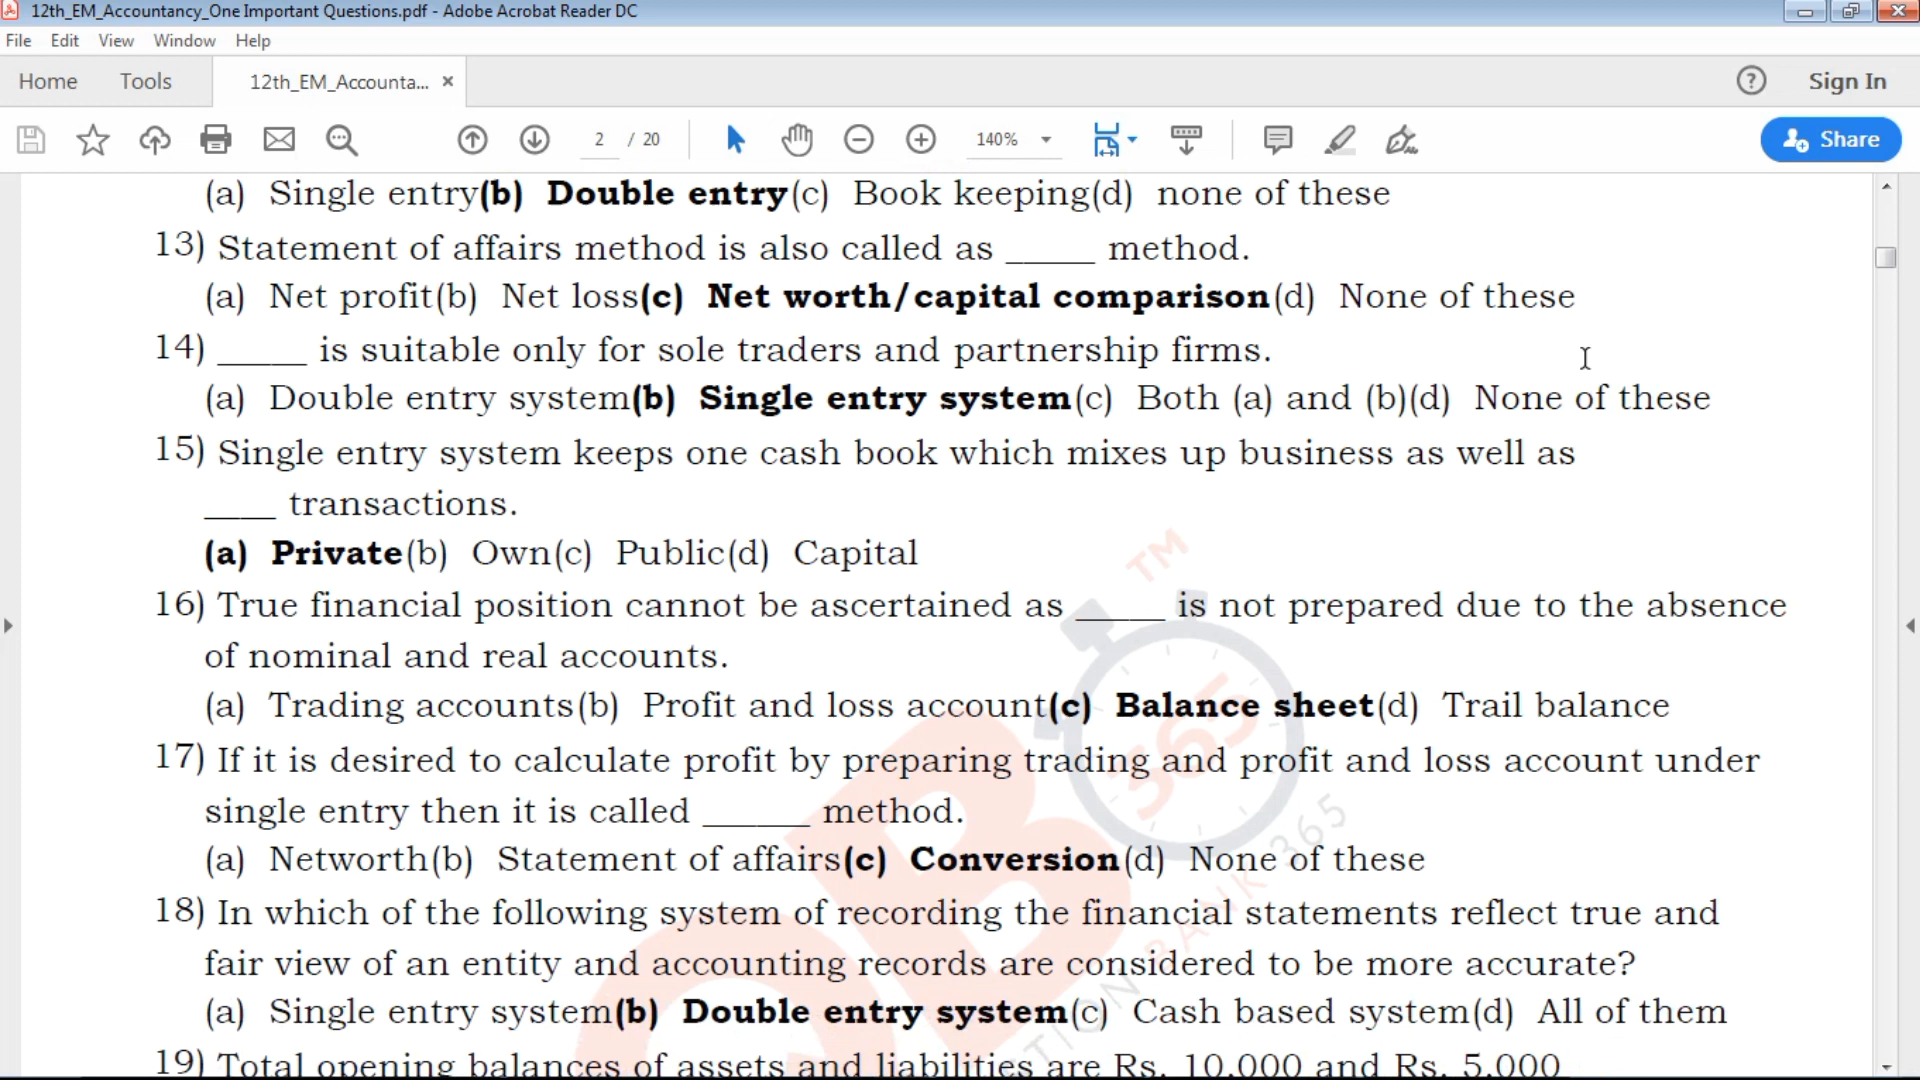 12th_EM_Accountancy_One Important Questions.pdf - Adobe Acrobat Reader DC
File Edit View Window Help
Home Tools 12th_EM_Accounta... × ? Sign In
2 / 20 140% Share
(a) Single entry(b) Double entry(c) Book keeping(d) none of these
13) Statement of affairs method is also called as _____ method.
(a) Net profit(b) Net loss(c) Net worth/capital comparison(d) None of these
14) _____ is suitable only for sole traders and partnership firms.
(a) Double entry system(b) Single entry system(c) Both (a) and (b)(d) None of these
15) Single entry system keeps one cash book which mixes up business as well as
____ transactions.
(a) Private(b) Own(c) Public(d) Capital
16) True financial position cannot be ascertained as _____ is not prepared due to the absence
of nominal and real accounts.
(a) Trading accounts(b) Profit and loss account(c) Balance sheet(d) Trail balance
17) If it is desired to calculate profit by preparing trading and profit and loss account under
single entry then it is called ______ method.
(a) Networth(b) Statement of affairs(c) Conversion(d) None of these
18) In which of the following system of recording the financial statements reflect true and
fair view of an entity and accounting records are considered to be more accurate?
(a) Single entry system(b) Double entry system(c) Cash based system(d) All of them
19) Total opening balances of assets and liabilities are Rs. 10,000 and Rs. 5,000
TM
365
QB
QUESTION BANK 365